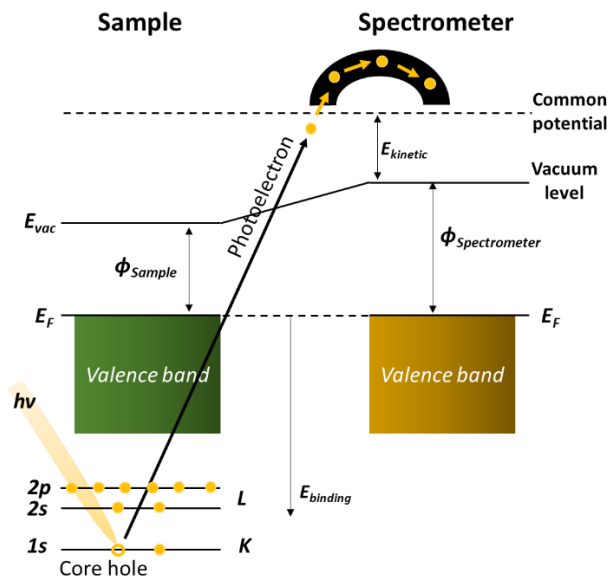 Sample
Spectrometer
Common
potential
E_kinetic
Vacuum
level
Photoelectron
E_vac
ϕ_Sample
ϕ_Spectrometer
E_F
E_F
Valence band
Valence band
hv
2p
L
2s
E_binding
1s
K
Core hole